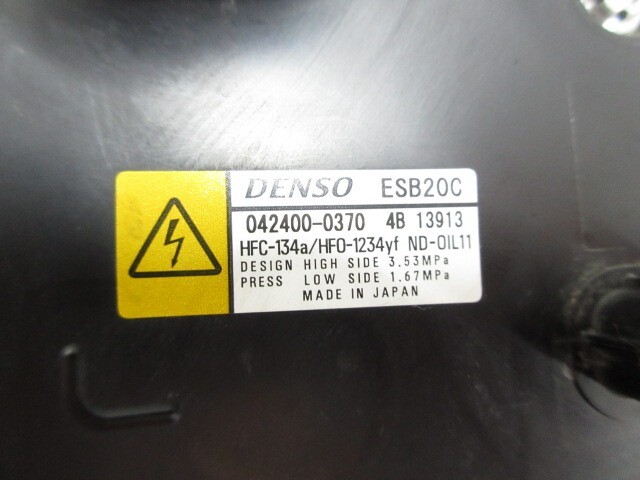 DENSO ESB20C
042400-0370 4B 13913
HFC-134a/HFO-1234yf ND-OIL11
DESIGN HIGH SIDE 3.53MPa
PRESS LOW SIDE 1.67MPa
MADE IN JAPAN